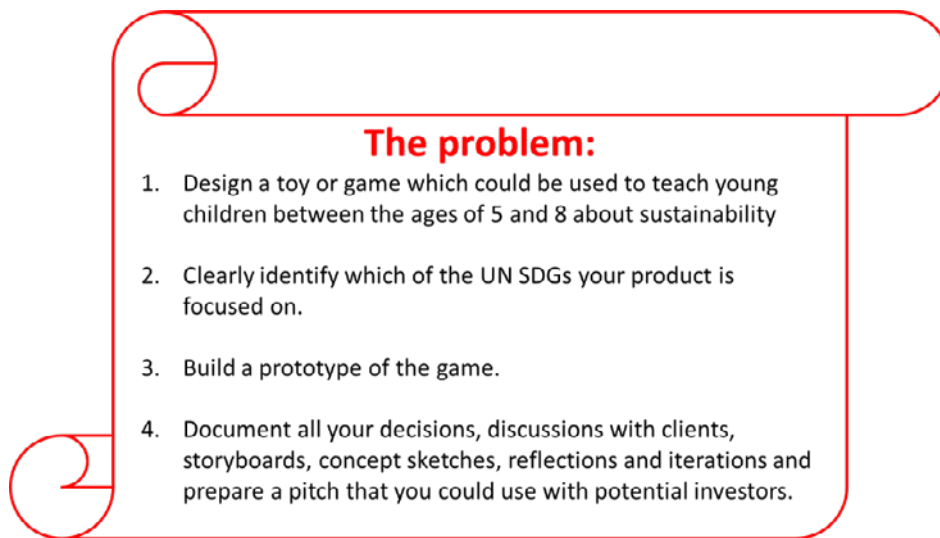 The problem:
1. Design a toy or game which could be used to teach young
children between the ages of 5 and 8 about sustainability
2. Clearly identify which of the UN SDGs your product is
focused on.
3. Build a prototype of the game.
4. Document all your decisions, discussions with clients,
storyboards, concept sketches, reflections and iterations and
prepare a pitch that you could use with potential investors.